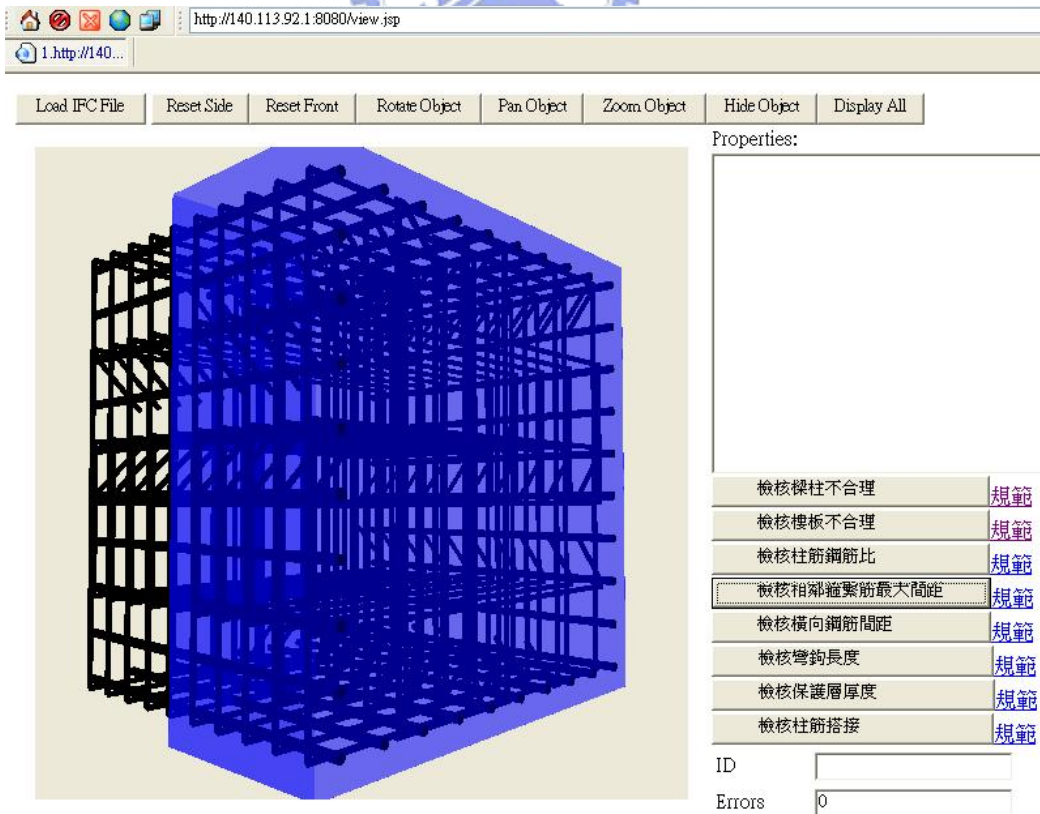 http://140.113.92.1:8080/view.jsp
1.http://140...
Load IFC File Reset Side Reset Front Rotate Object Pan Object Zoom Object Hide Object Display All
Properties:
檢核樑柱不合理 規範
檢核樓板不合理 規範
檢核柱筋鋼筋比 規範
檢核相鄰箍繫筋最大間距 規範
檢核橫向鋼筋間距 規範
檢核彎鉤長度 規範
檢核保護層厚度 規範
檢核柱筋搭接 規範
ID
Errors 0